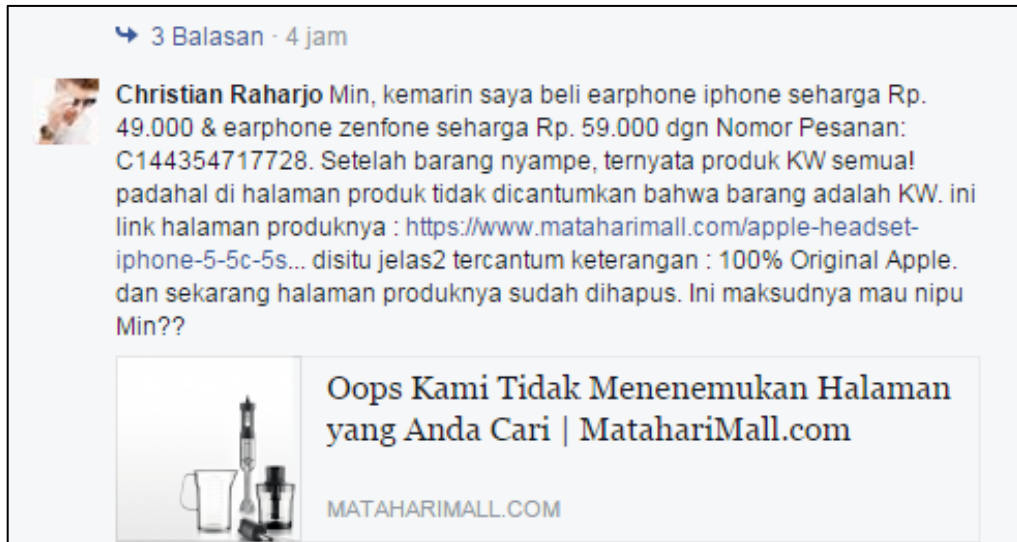 3 Balasan · 4 jam
Christian Raharjo Min, kemarin saya beli earphone iphone seharga Rp.
49.000 & earphone zenfone seharga Rp. 59.000 dgn Nomor Pesanan:
C144354717728. Setelah barang nyampe, ternyata produk KW semua!
padahal di halaman produk tidak dicantumkan bahwa barang adalah KW. ini
link halaman produknya : https://www.mataharimall.com/apple-headset-
iphone-5-5c-5s... disitu jelas2 tercantum keterangan : 100% Original Apple.
dan sekarang halaman produknya sudah dihapus. Ini maksudnya mau nipu
Min??
Oops Kami Tidak Menenemukan Halaman
yang Anda Cari | MatahariMall.com
MATAHARIMALL.COM